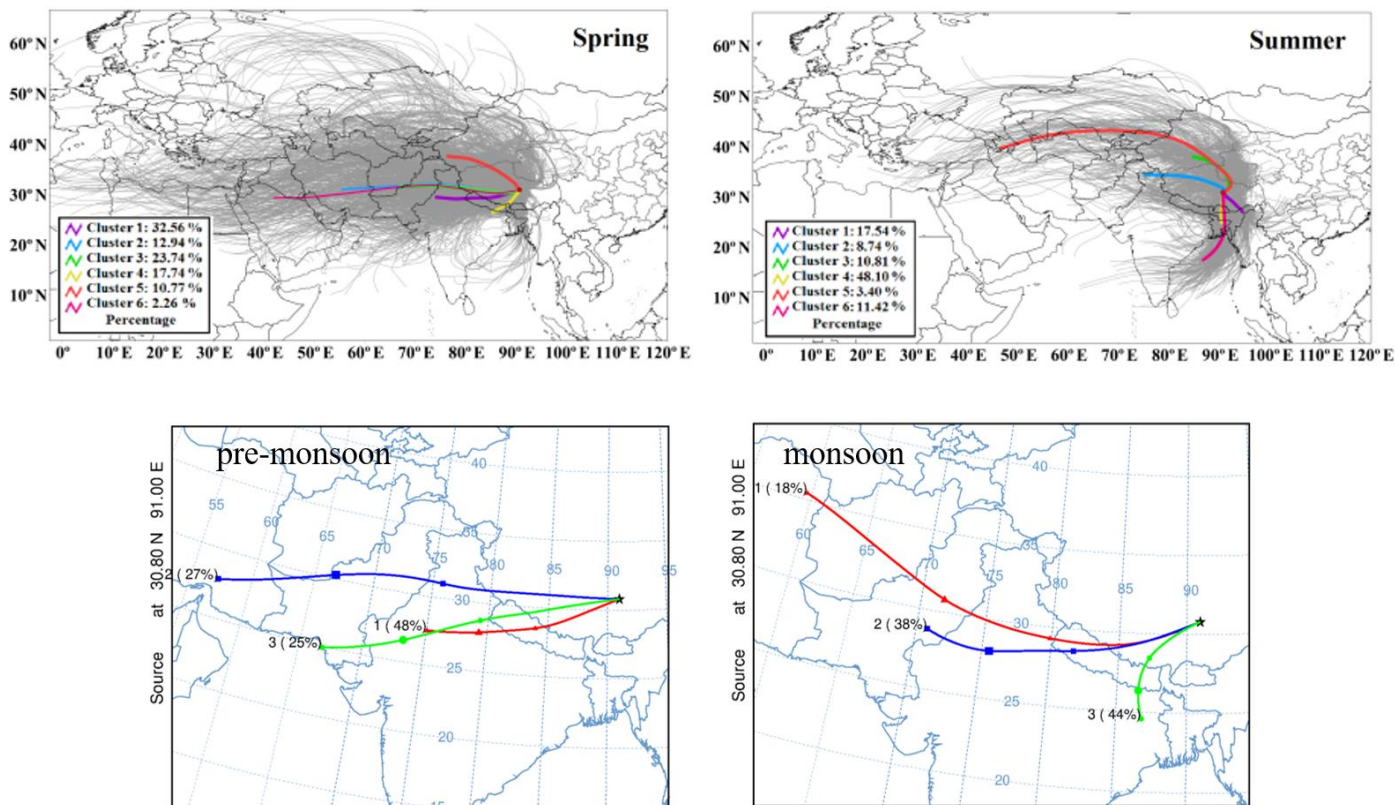 Spring
60° N
50° N
40° N
30° N
20° N
10° N
Cluster 1: 32.56 %
Cluster 2: 12.94 %
Cluster 3: 23.74 %
Cluster 4: 17.74 %
Cluster 5: 10.77 %
Cluster 6: 2.26 %
Percentage
0° 10° E 20° E 30° E 40° E 50° E 60° E 70° E 80° E 90° E 100° E 110° E 120° E
Summer
60° N
50° N
40° N
30° N
20° N
10° N
Cluster 1: 17.54 %
Cluster 2: 8.74 %
Cluster 3: 10.81 %
Cluster 4: 48.10 %
Cluster 5: 3.40 %
Cluster 6: 11.42 %
Percentage
0° 10° E 20° E 30° E 40° E 50° E 60° E 70° E 80° E 90° E 100° E 110° E 120° E
pre-monsoon
Source at 30.80 N 91.00 E
40
55
60
65
70
75
80
85
90
95
30
25
20
15
2 ( 27%)
1 ( 48%)
3 ( 25%)
monsoon
Source at 30.80 N 91.00 E
1 ( 18%)
40
60
65
70
75
35
80
85
90
30
25
20
2 ( 38%)
3 ( 44%)